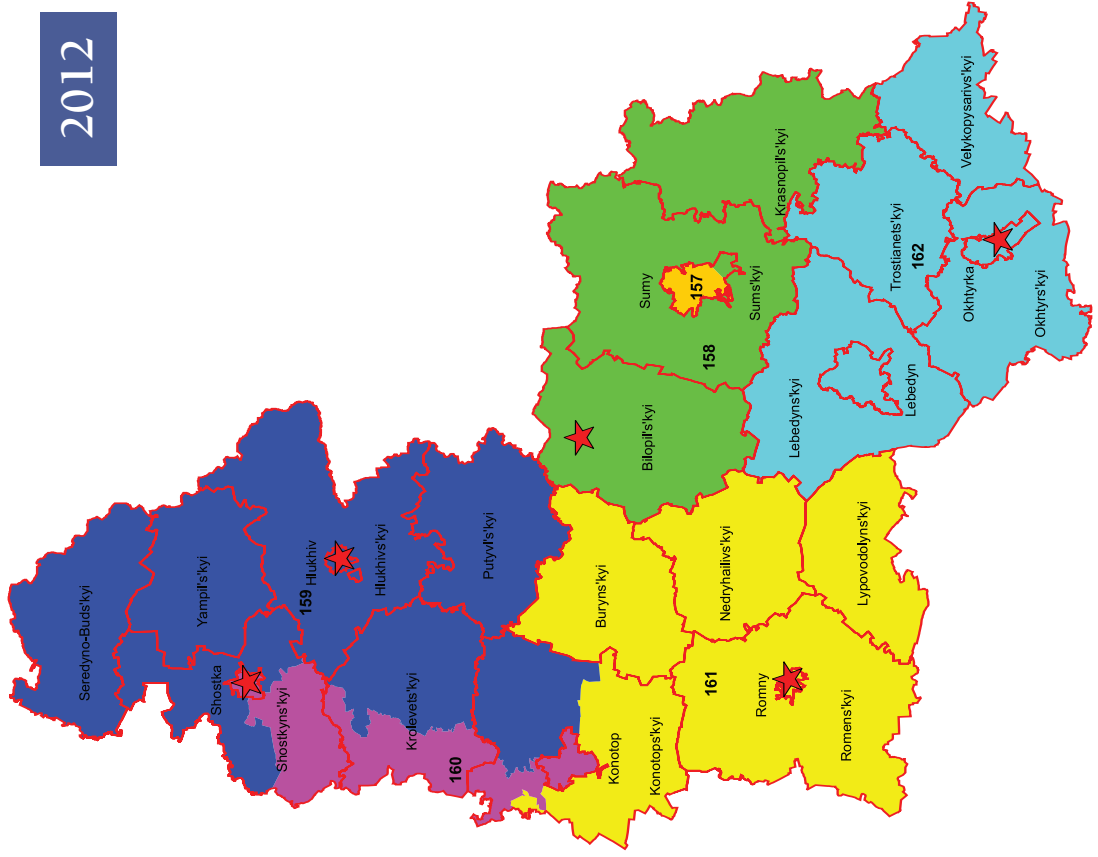 2012
Seredyno-Buds'kyi
Yampil's'kyi
Shostka
159
Hlukhiv
Hlukhivs'kyi
Shostkyns'kyi
Krolevets'kyi
Putyvl's'kyi
160
Konotop
Konotops'kyi
Buryns'kyi
161
Romny
Romens'kyi
Nedryhailivs'kyi
Lypovodolyns'kyi
Bilopil's'kyi
158
Sumy
157
Sums'kyi
Krasnopil's'kyi
Lebedyns'kyi
Lebedyn
Trostianets'kyi
162
Okhtyrka
Okhtyrs'kyi
Velykopysarivs'kyi